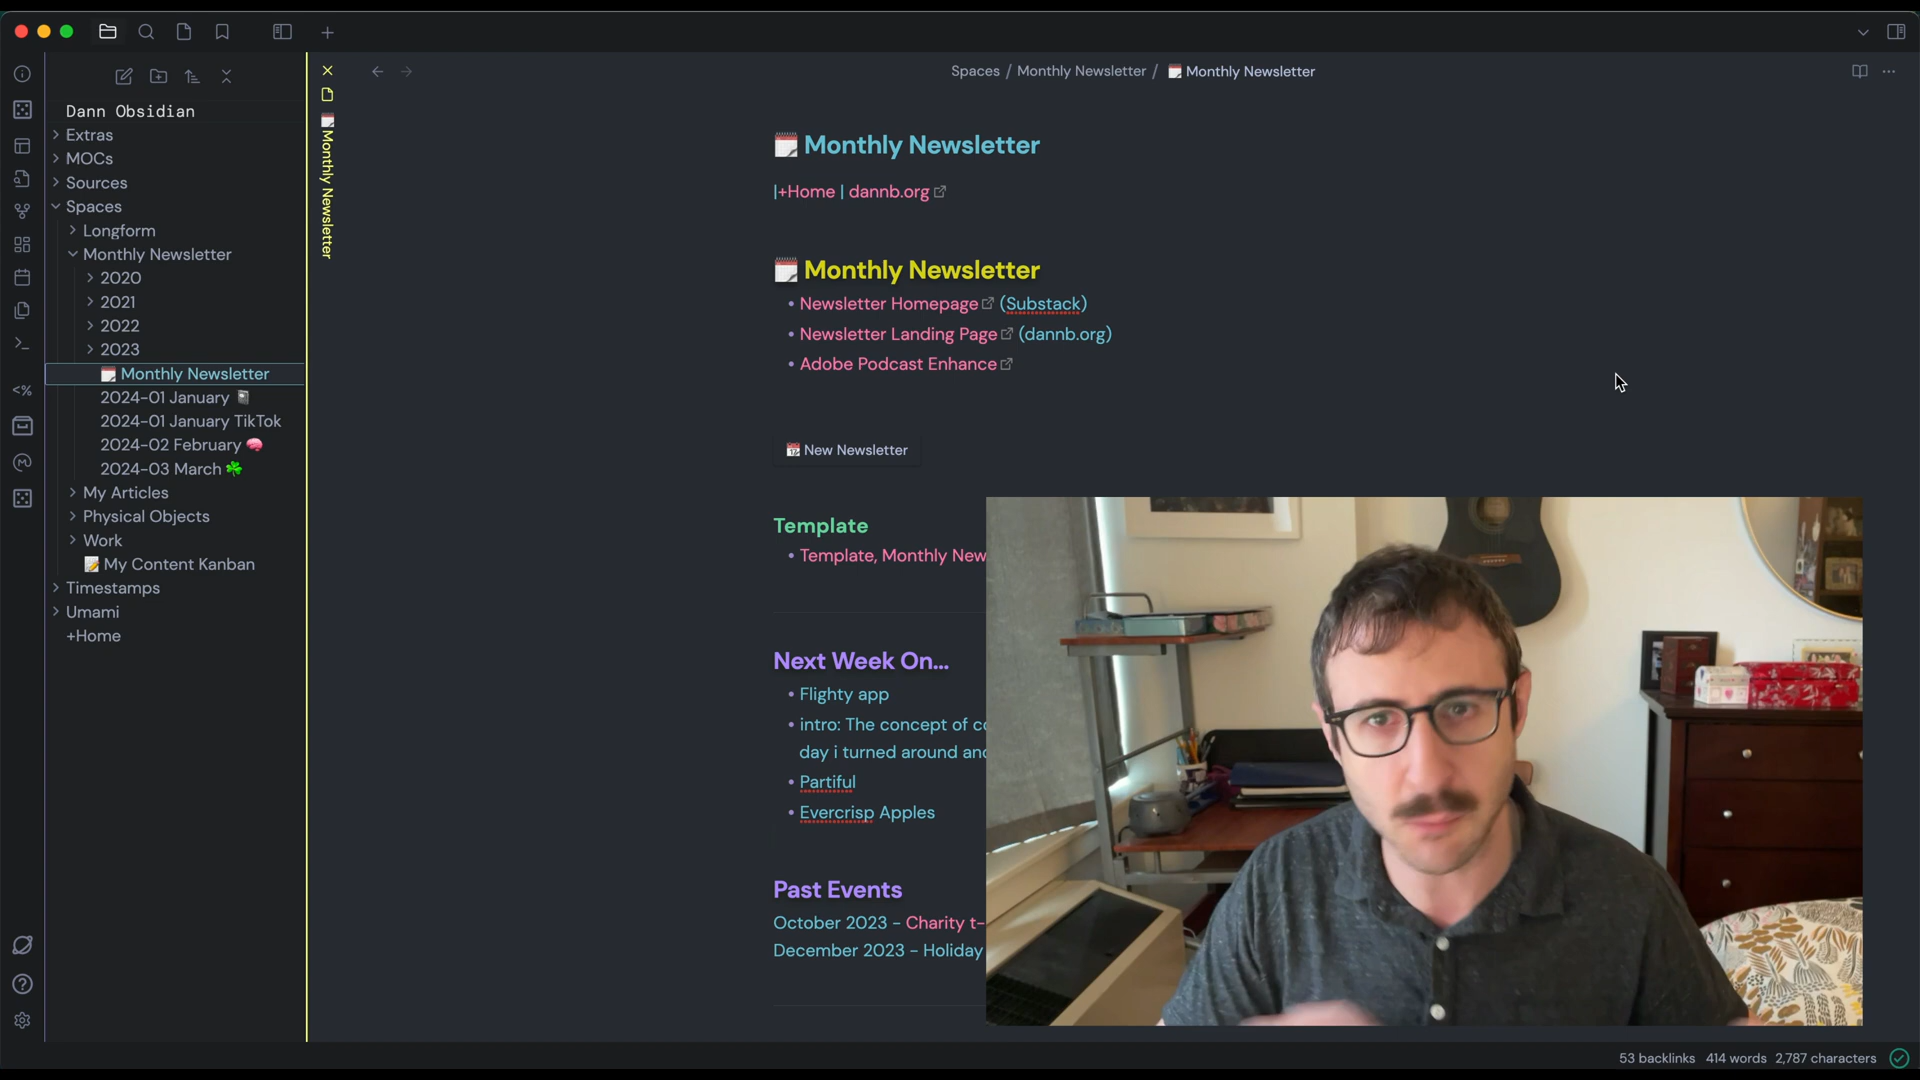 Spaces / Monthly Newsletter / Monthly Newsletter
Dann Obsidian
Extras
MOCs
Sources
Spaces
Longform
Monthly Newsletter
2020
2021
2022
2023
Monthly Newsletter
2024-01 January
2024-01 January TikTok
2024-02 February
2024-03 March
My Articles
Physical Objects
Work
My Content Kanban
Timestamps
Umami
+Home
Monthly Newsletter
Monthly Newsletter
|+Home | dannb.org
Monthly Newsletter
• Newsletter Homepage (Substack)
• Newsletter Landing Page (dannb.org)
• Adobe Podcast Enhance
New Newsletter
Template
• Template, Monthly New
Next Week On...
• Flighty app
• intro: The concept of
day i turned around
• Partiful
• Evercrisp Apples
Past Events
October 2023 - Charity t-
December 2023 - Holiday
53 backlinks 414 words 2,787 characters